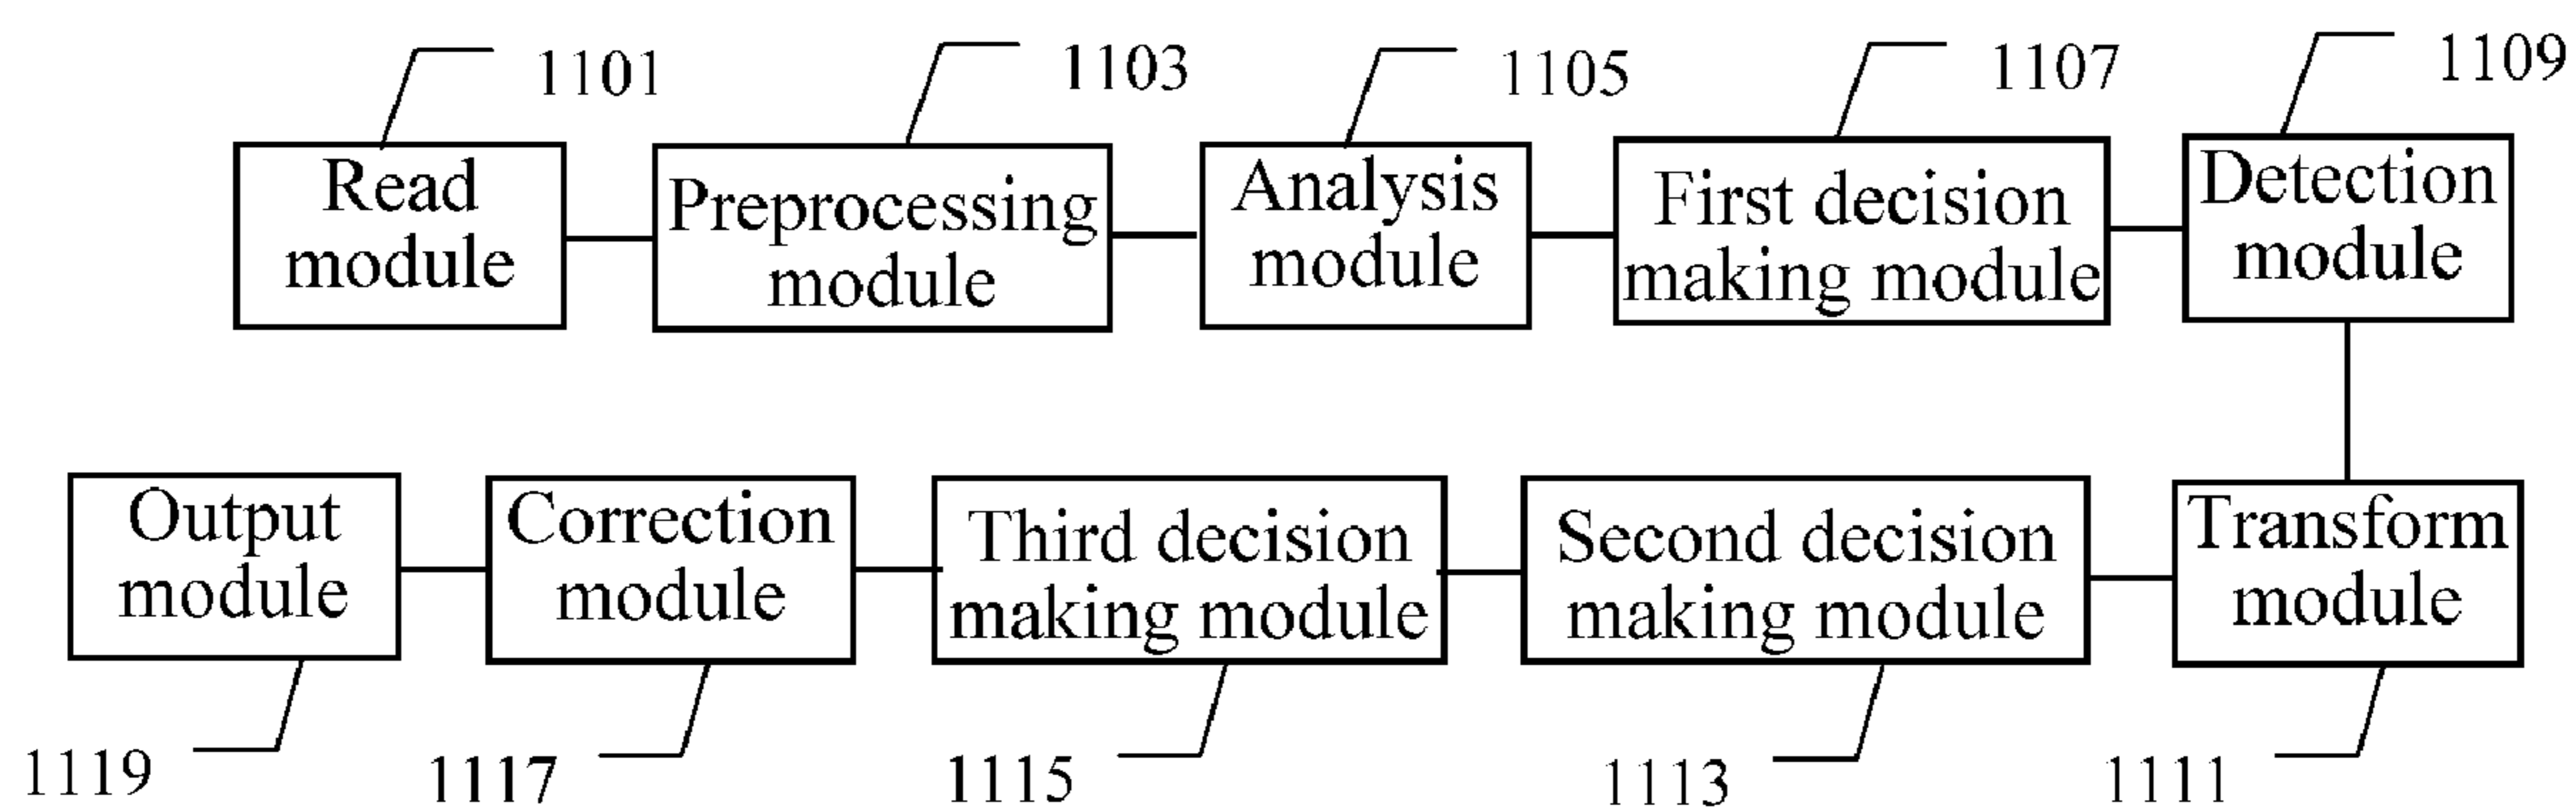 1101
1103
1105
1107
1109
Read
module
Preprocessing
module
Analysis
module
First decision
making module
Detection
module
Output
module
Correction
module
Third decision
making module
Second decision
making module
Transform
module
1119
1117
1115
1113
1111